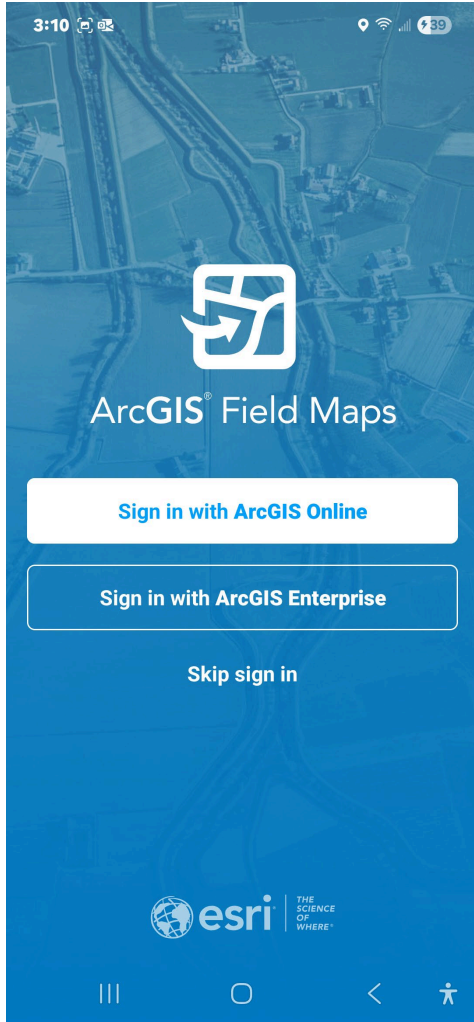 3:10 39
ArcGIS® Field Maps
Sign in with ArcGIS Online
Sign in with ArcGIS Enterprise
Skip sign in
esri THE SCIENCE OF WHERE®